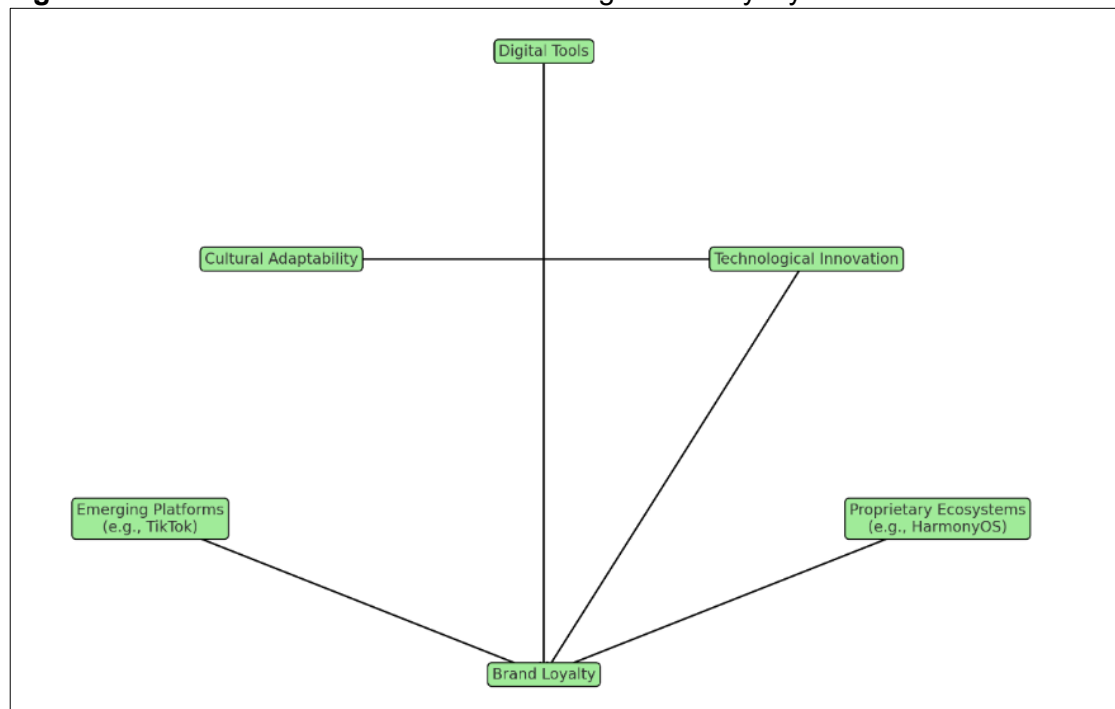 Digital Tools
Cultural Adaptability
Technological Innovation
Emerging Platforms
(e.g., TikTok)
Proprietary Ecosystems
(e.g., HarmonyOS)
Brand Loyalty